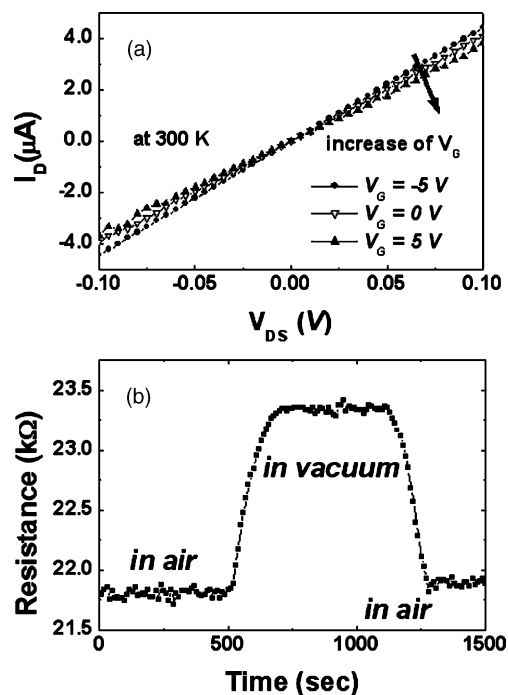 (a)
4.0
2.0
0.0
-2.0
-4.0
I_D(μA)
at 300 K
increase of V_G
V_G = -5 V
V_G = 0 V
V_G = 5 V
-0.10 -0.05 0.00 0.05 0.10
V_DS (V)
(b)
23.5
23.0
22.5
22.0
21.5
Resistance (kΩ)
in vacuum
in air
in air
0 500 1000 1500
Time (sec)